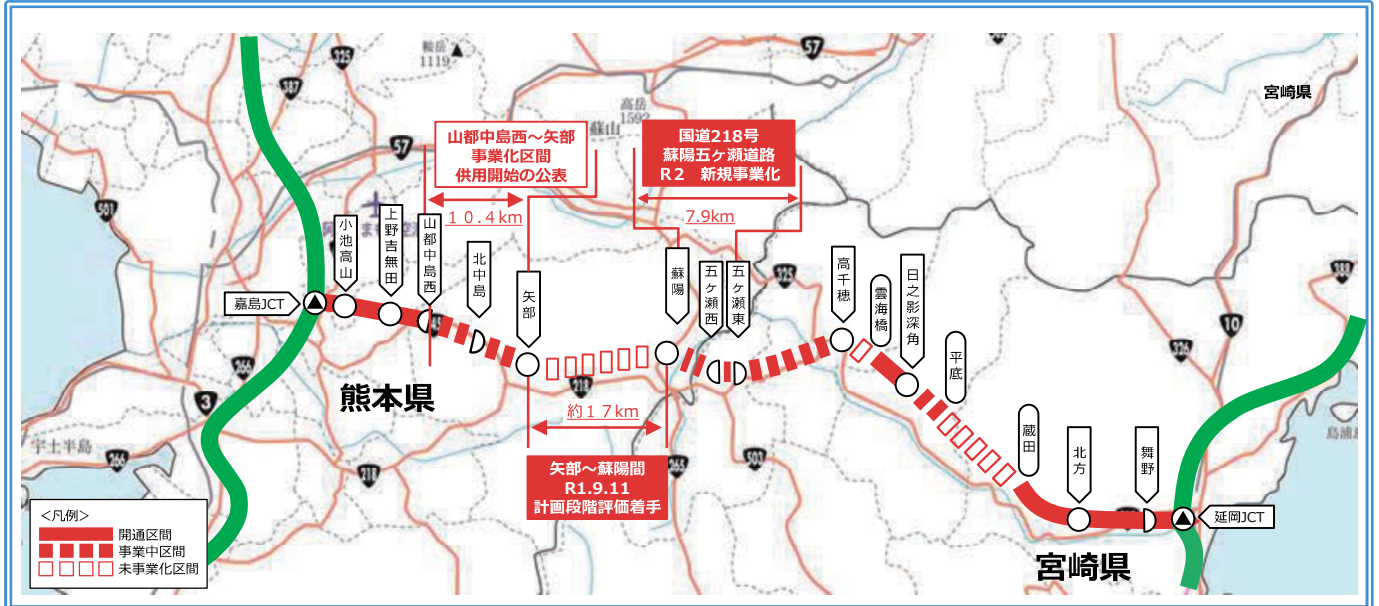 鞍岳
1119
325
387
57
57
高岳
1592
蘇山
宮崎県
山都中島西~矢部
事業化区間
供用開始の公表
国道218号
蘇陽五ケ瀬道路
R2 新規事業化
10.4km
7.9km
501
小池高山
上野吉無田
山都中島西
北中島
矢部
蘇陽
五ケ瀬西
五ケ瀬東
325
高千穂
雲海橋
日之影深角
平底
388
10
326
嘉島JCT
266
3
熊本県
218
約17km
蔵田
北方
舞野
延岡JCT
宇土半島
266
218
265
503
矢部~蘇陽間
R1.9.11
計画段階評価着手
宮崎県
<凡例>
開通区間
事業中区間
未事業化区間